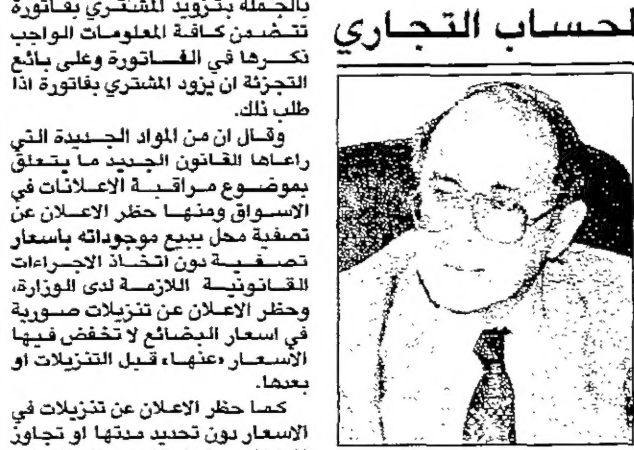 لحساب التجاري
بالجملة بتزويد المشتري بفاتورة
تتضمن كافة المعلومات الواجب
ذكرها في الفاتورة وعلى بائع
التجزئة ان يزود المشتري بفاتورة اذا
طلب ذلك.
وقال ان من المواد الجديدة التي
راعاها القانون الجديد ما يتعلق
بموضوع مراقبة الاعلانات في
الاسواق ومنها حظر الاعلان عن
تصفية محل ببيع موجوداته باسعار
تصفية دون اتخاذ الاجراءات
القانونية اللازمة لدى الوزارة،
وحظر الاعلان عن تنزيلات صورية
في اسعار البضائع لا تخفض فيها
الاسعار «عنها» قبل التنزيلات او
بعدها.
كما حظر الاعلان عن تنزيلات في
الاسعار دون تحديد مدتها او تجاوز